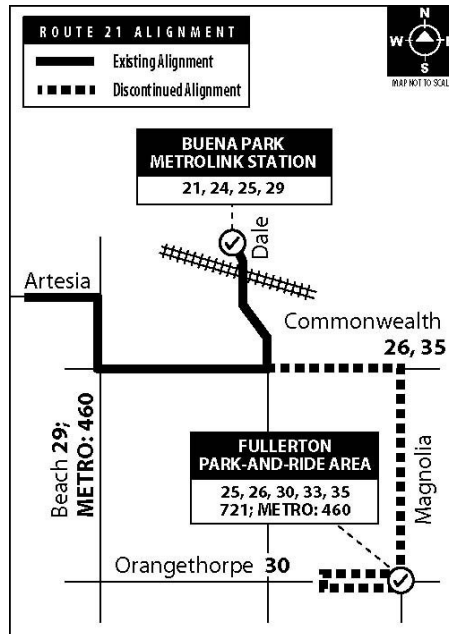 ROUTE 21 ALIGNMENT
Existing Alignment
Discontinued Alignment
N
W
S
MAP NOT TO SCAL
BUENA PARK
METROLINK STATION
21, 24, 25, 29
Dale
Artesia
Commonwealth
26, 35
Beach 29;
METRO: 460
FULLERTON
PARK-AND-RIDE AREA
25, 26, 30, 33, 35
721; METRO: 460
Magnolia
Orangethorpe 30